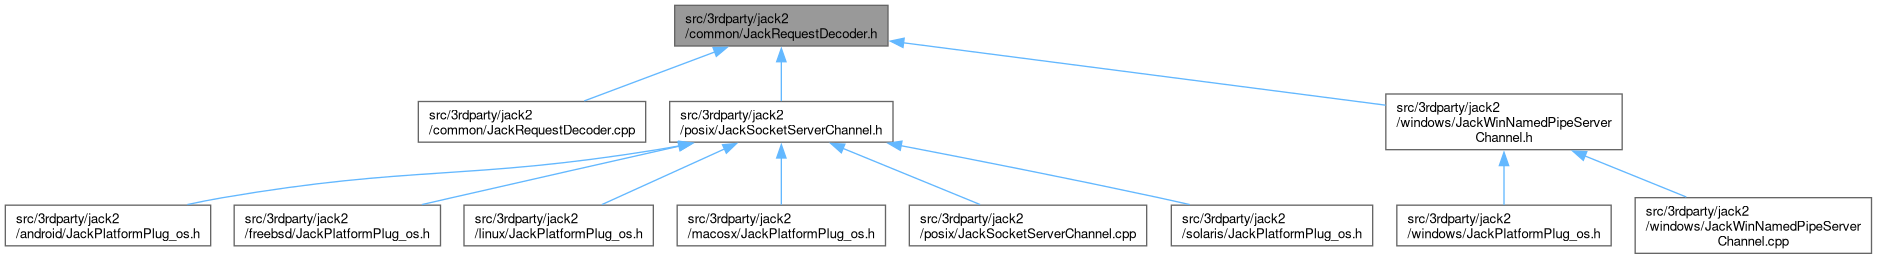 src/3rdparty/jack2
/common/JackRequestDecoder.h
src/3rdparty/jack2
/common/JackRequestDecoder.cpp
src/3rdparty/jack2
/posix/JackSocketServerChannel.h
src/3rdparty/jack2
/windows/JackWinNamedPipeServer
Channel.h
src/3rdparty/jack2
/android/JackPlatformPlug_os.h
src/3rdparty/jack2
/freebsd/JackPlatformPlug_os.h
src/3rdparty/jack2
/linux/JackPlatformPlug_os.h
src/3rdparty/jack2
/macosx/JackPlatformPlug_os.h
src/3rdparty/jack2
/posix/JackSocketServerChannel.cpp
src/3rdparty/jack2
/solaris/JackPlatformPlug_os.h
src/3rdparty/jack2
/windows/JackPlatformPlug_os.h
src/3rdparty/jack2
/windows/JackWinNamedPipeServer
Channel.cpp